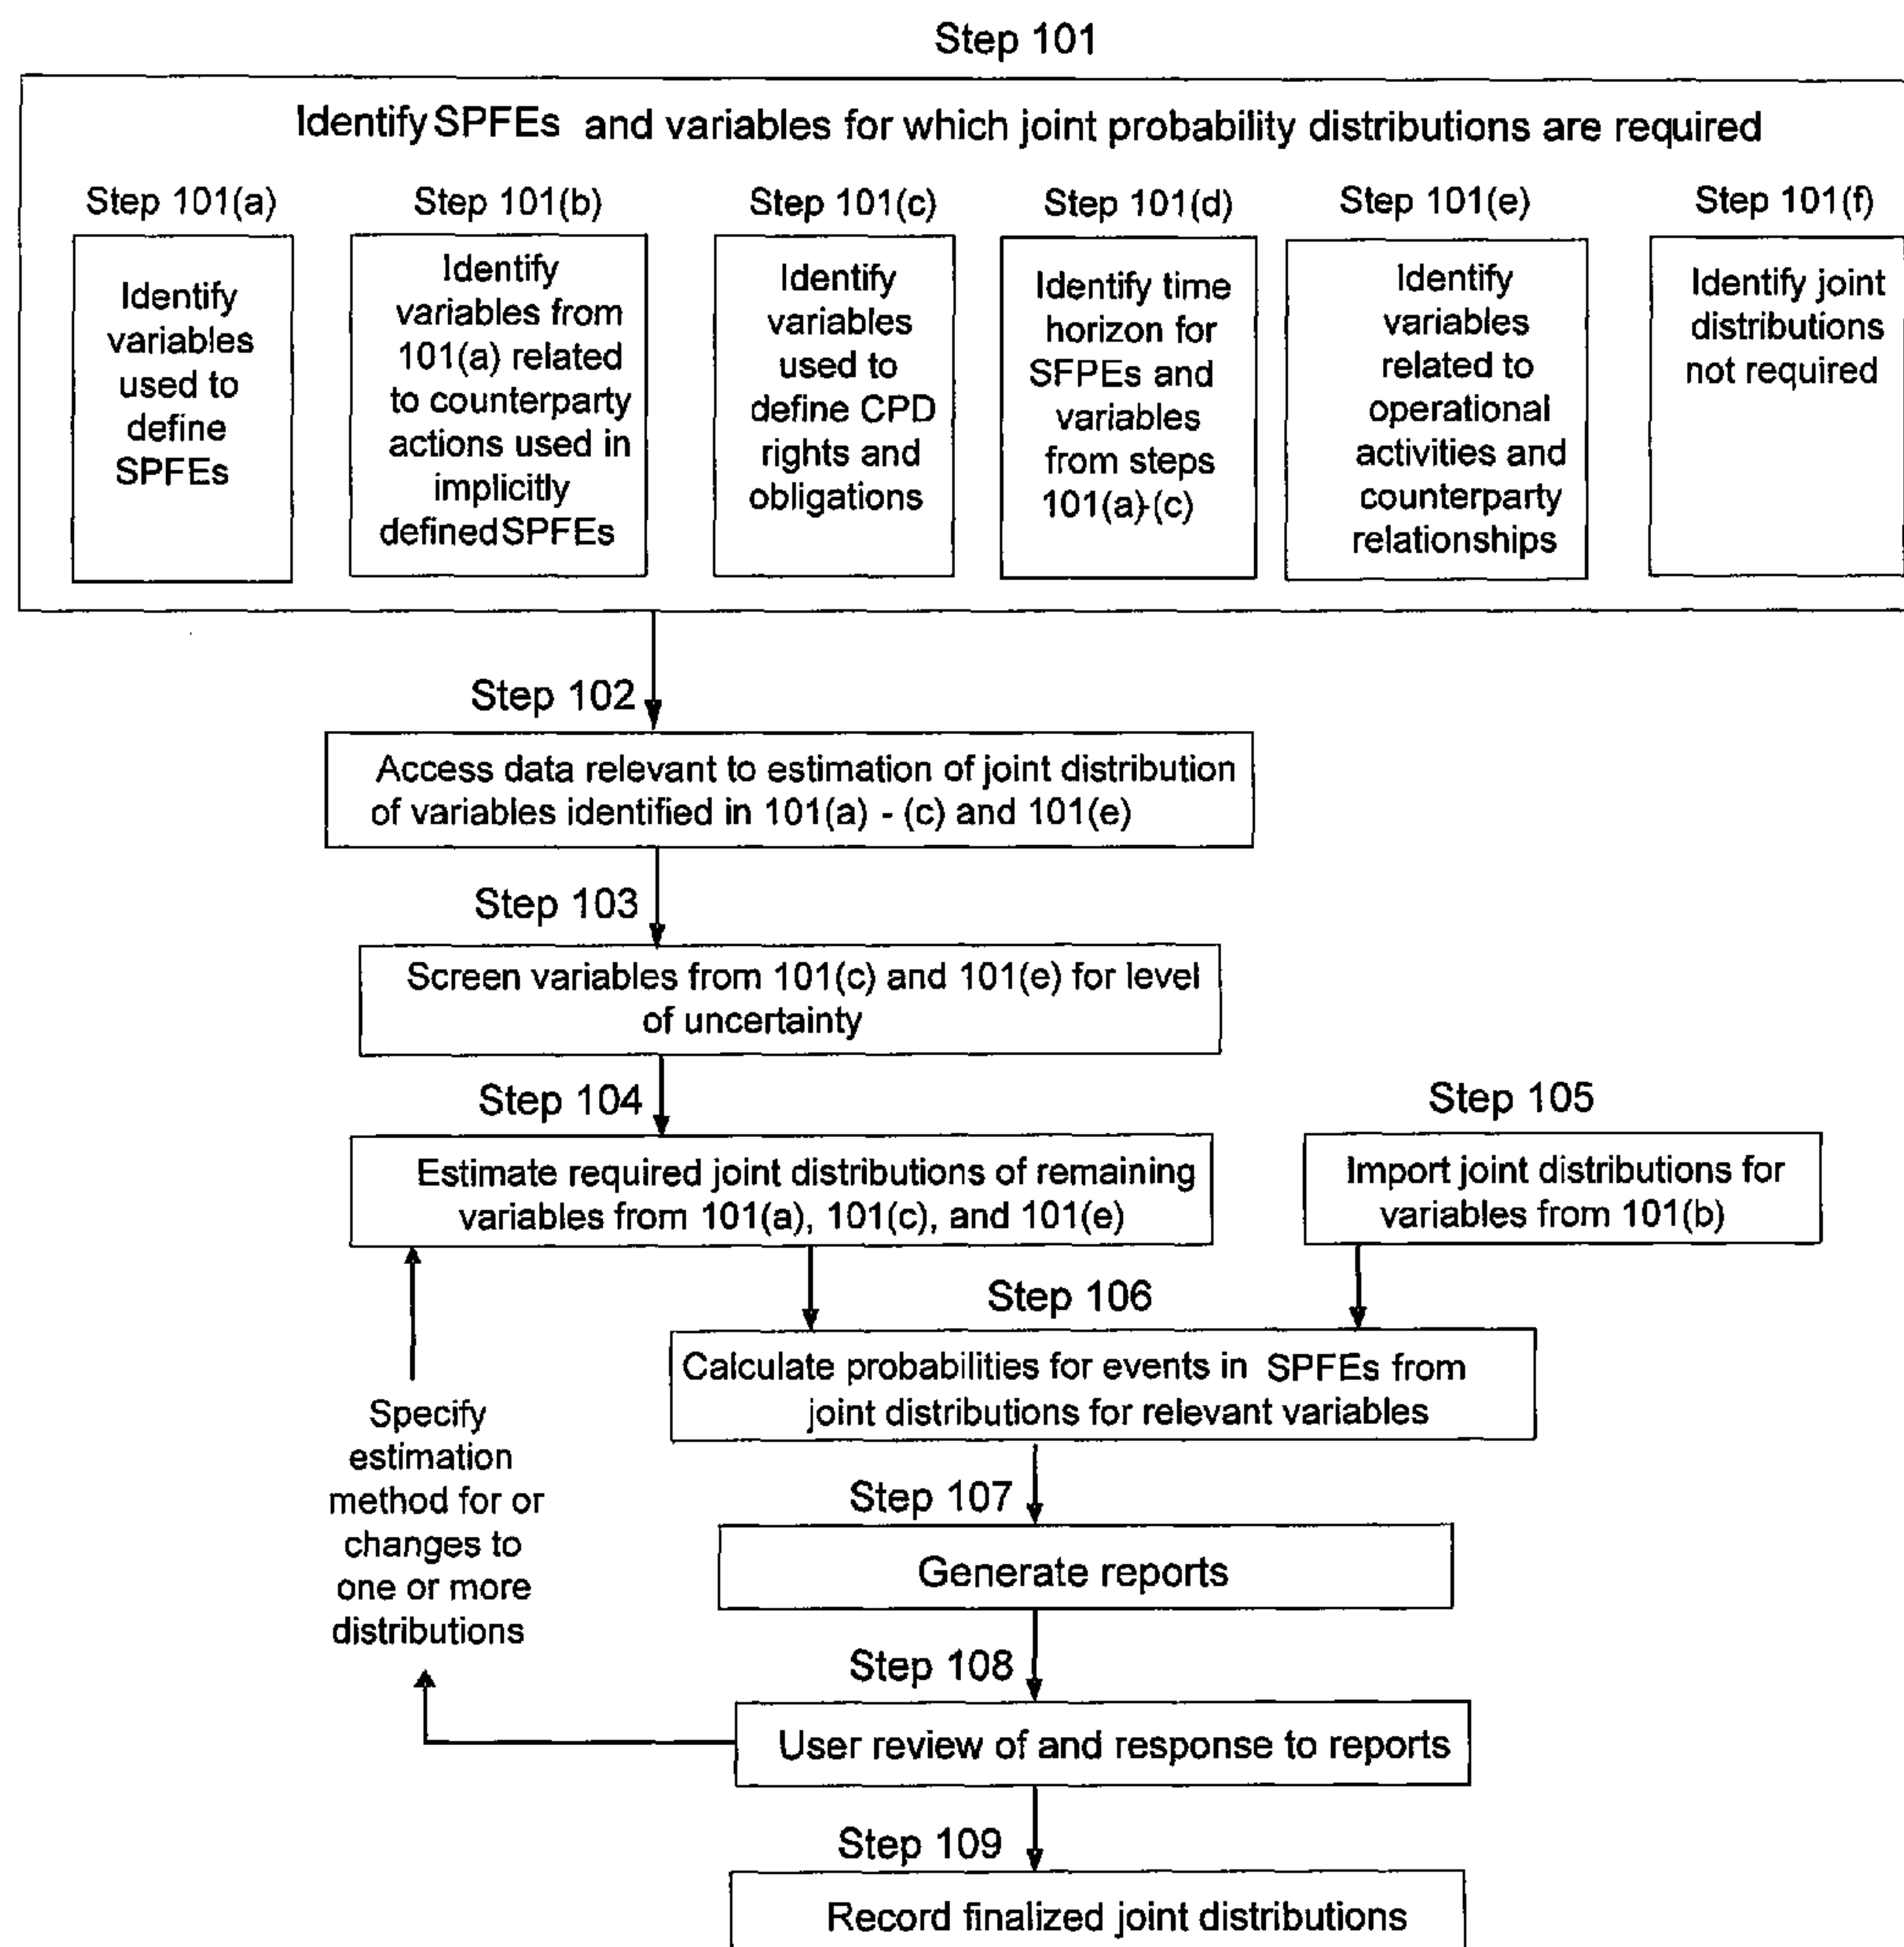 Step 101
Identify SPFEs and variables for which joint probability distributions are required
Step 101(a)
Identify
variables
used to
define
SPFEs
Step 101(b)
Identify
variables from
101(a) related
to counterparty
actions used in
implicitly
defined SPFEs
Step 101(c)
Identify
variables
used to
define CPD
rights and
obligations
Step 101(d)
Identify time
horizon for
SFPEs and
variables
from steps
101(a)-(c)
Step 101(e)
Identify
variables
related to
operational
activities and
counterparty
relationships
Step 101(f)
Identify joint
distributions
not required
Step 102
Access data relevant to estimation of joint distribution
of variables identified in 101(a) - (c) and 101(e)
Step 103
Screen variables from 101(c) and 101(e) for level
of uncertainty
Step 104
Estimate required joint distributions of remaining
variables from 101(a), 101(c), and 101(e)
Step 105
Import joint distributions for
variables from 101(b)
Step 106
Calculate probabilities for events in SPFEs from
joint distributions for relevant variables
Specify
estimation
method for or
changes to
one or more
distributions
Step 107
Generate reports
Step 108
User review of and response to reports
Step 109
Record finalized joint distributions